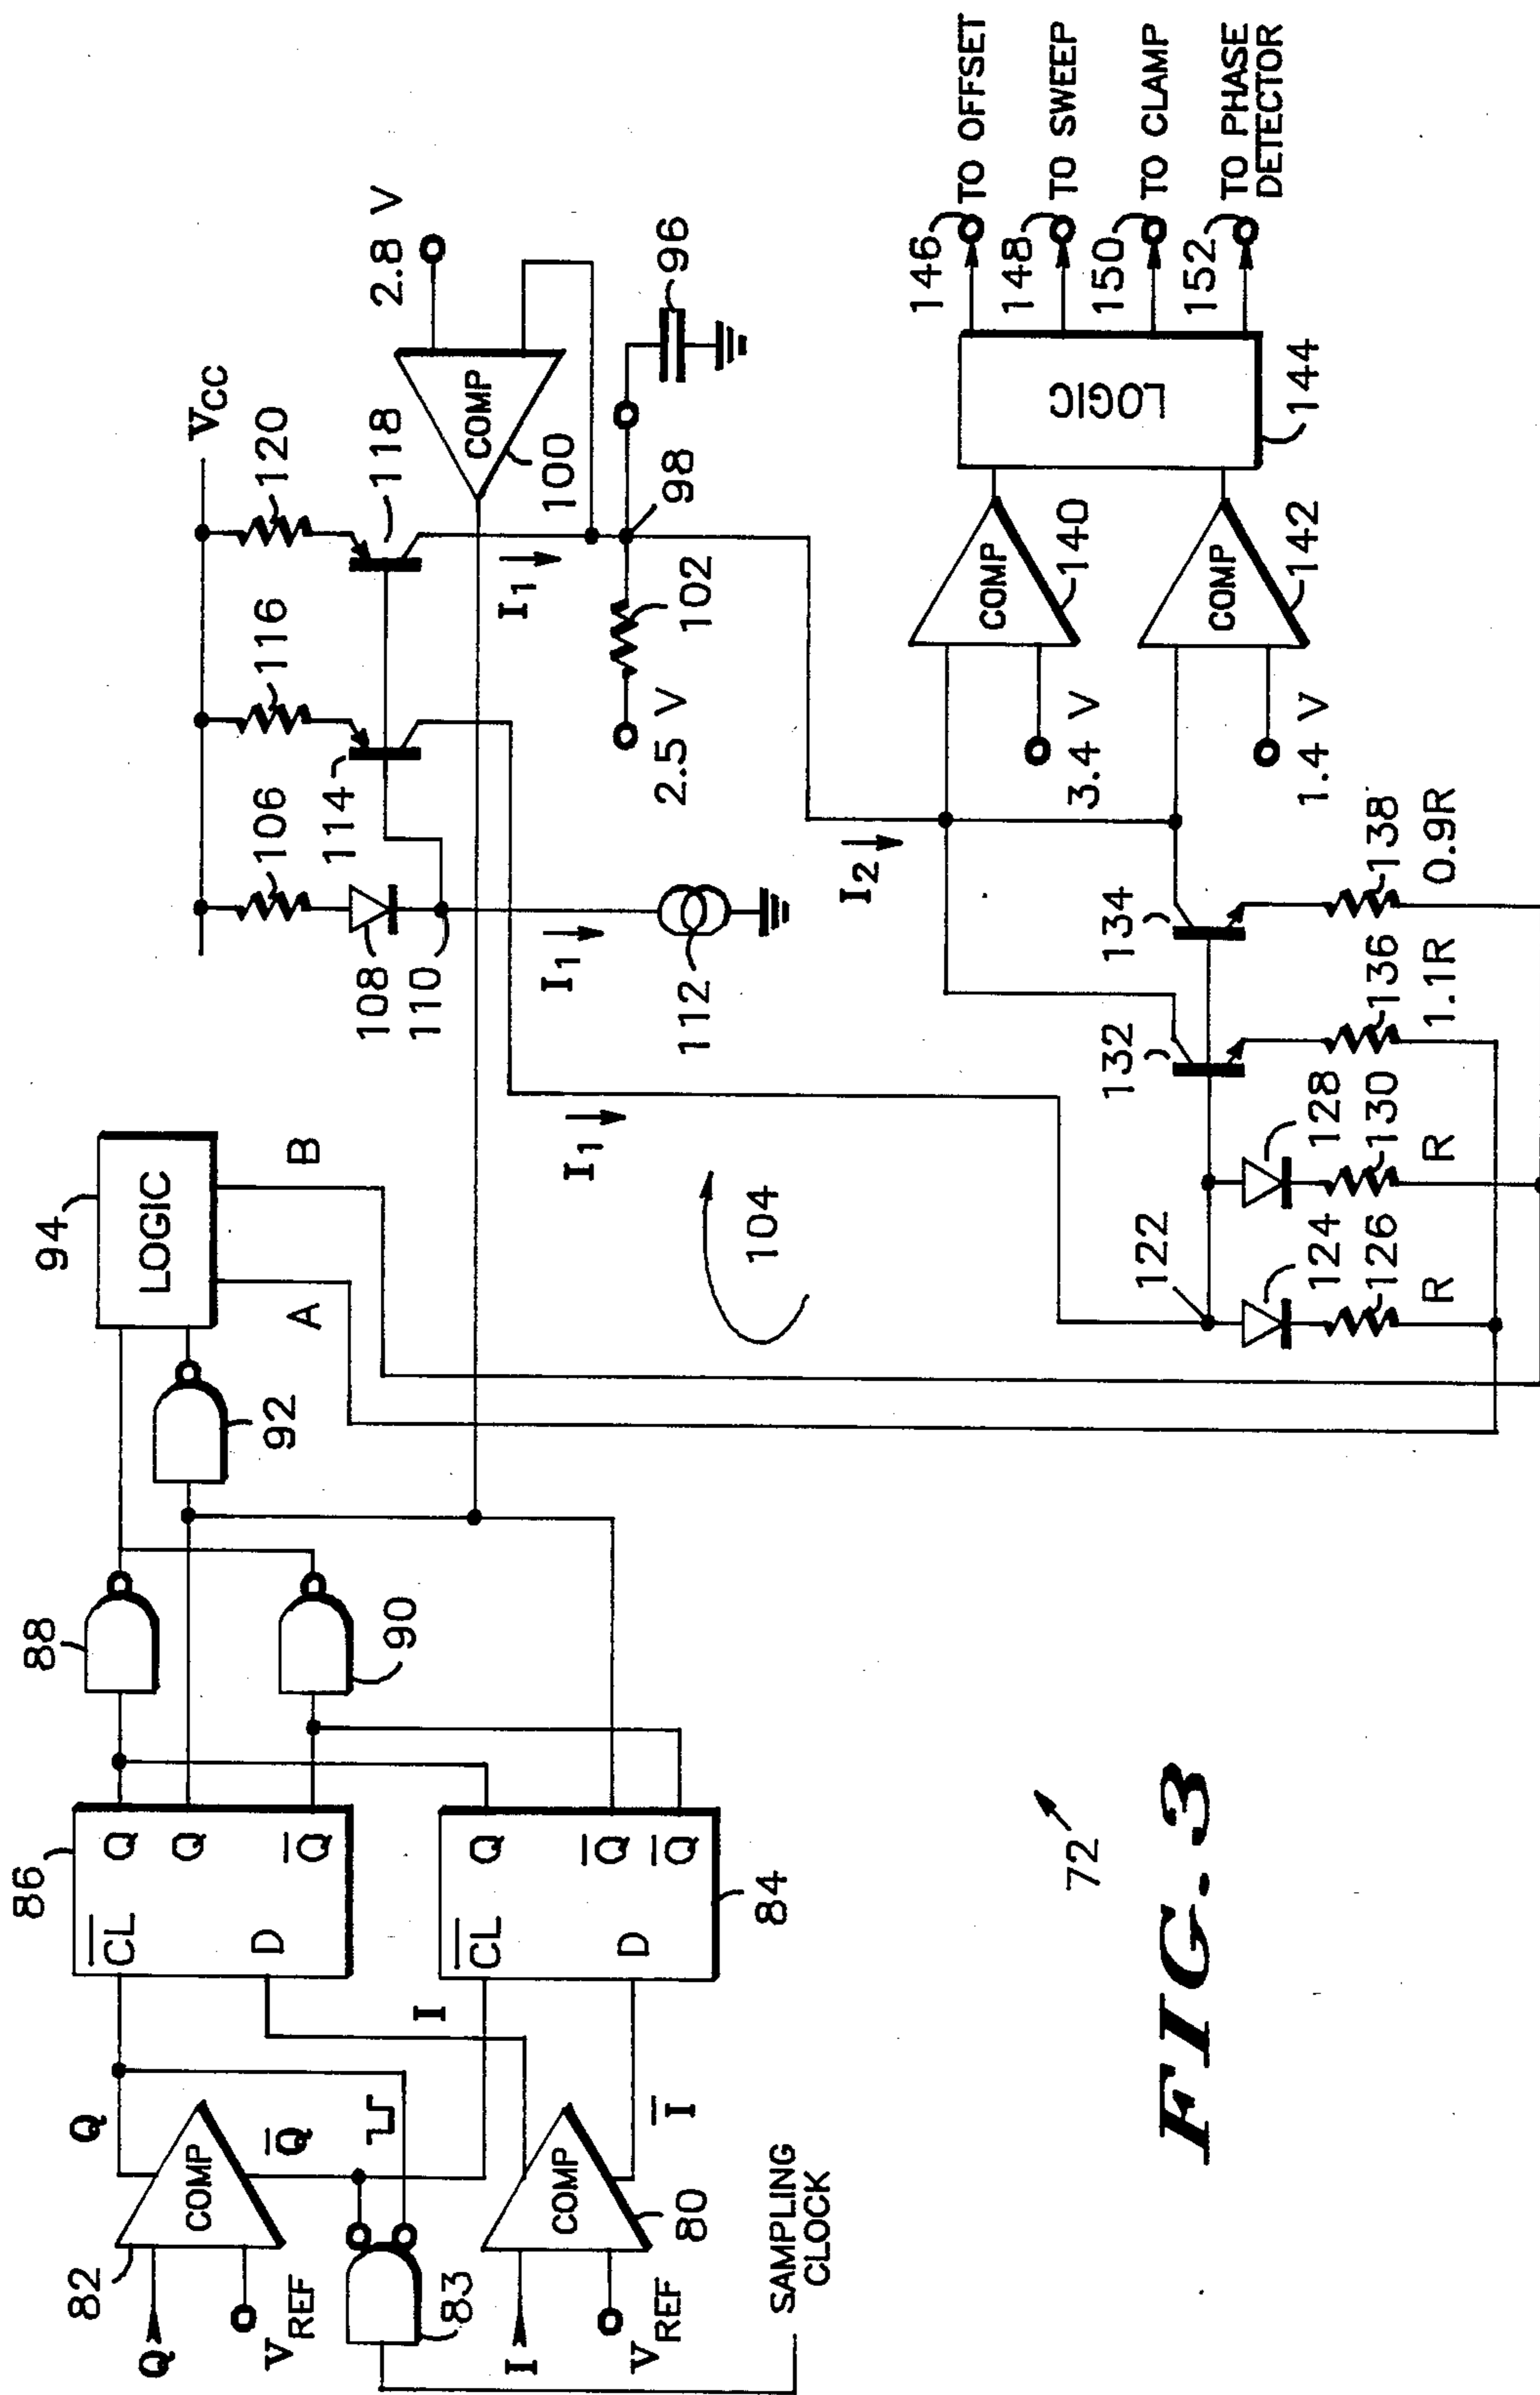 82
Q
Q
COMP
Q
VREF
83
I
COMP
80
I
I
VREF
SAMPLING
CLOCK
86
CL
Q
Q
D
Q
CL
Q
Q
D
Q
84
88
90
92
94
LOGIC
A
B
104
VCC
106
116
120
108
110
114
118
I1
112
I1
I1
2.8 V
COMP
100
98
96
102
2.5 V
I2
122
124
128
126
130
R
R
132
134
136
138
1.1R
0.9R
COMP
140
3.4 V
COMP
142
1.4 V
LOGIC
144
146
TO OFFSET
148
TO SWEEP
150
TO CLAMP
152
TO PHASE
DETECTOR
72
FIG-3